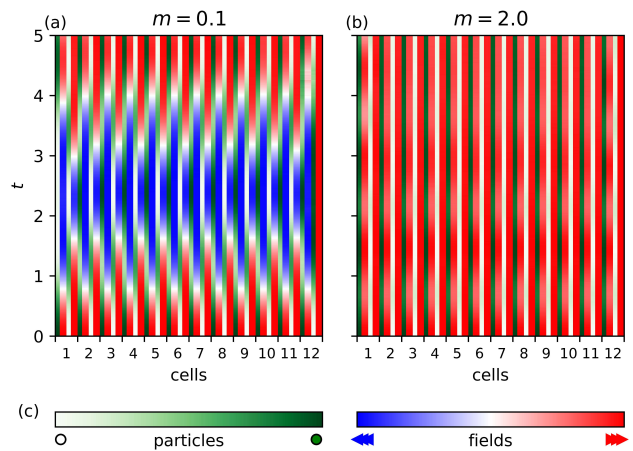 (a) m = 0.1
(b) m = 2.0
t
5
4
3
2
1
0
1 2 3 4 5 6 7 8 9 10 11 12
1 2 3 4 5 6 7 8 9 10 11 12
cells
cells
(c)
particles
fields